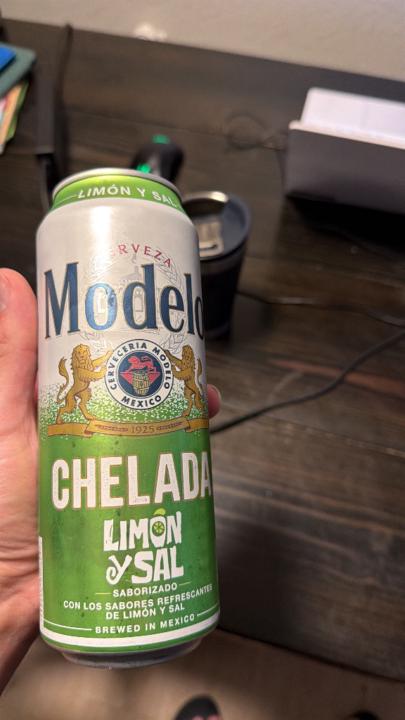 LIMÓN Y SAL
CERVEZA
Modelo
CERVECERIA MODELO
MEXICO
1925
CHELADA
LIMÓN
y SAL
SABORIZADO
CON LOS SABORES REFRESCANTES
DE LIMÓN Y SAL
BREWED IN MEXICO